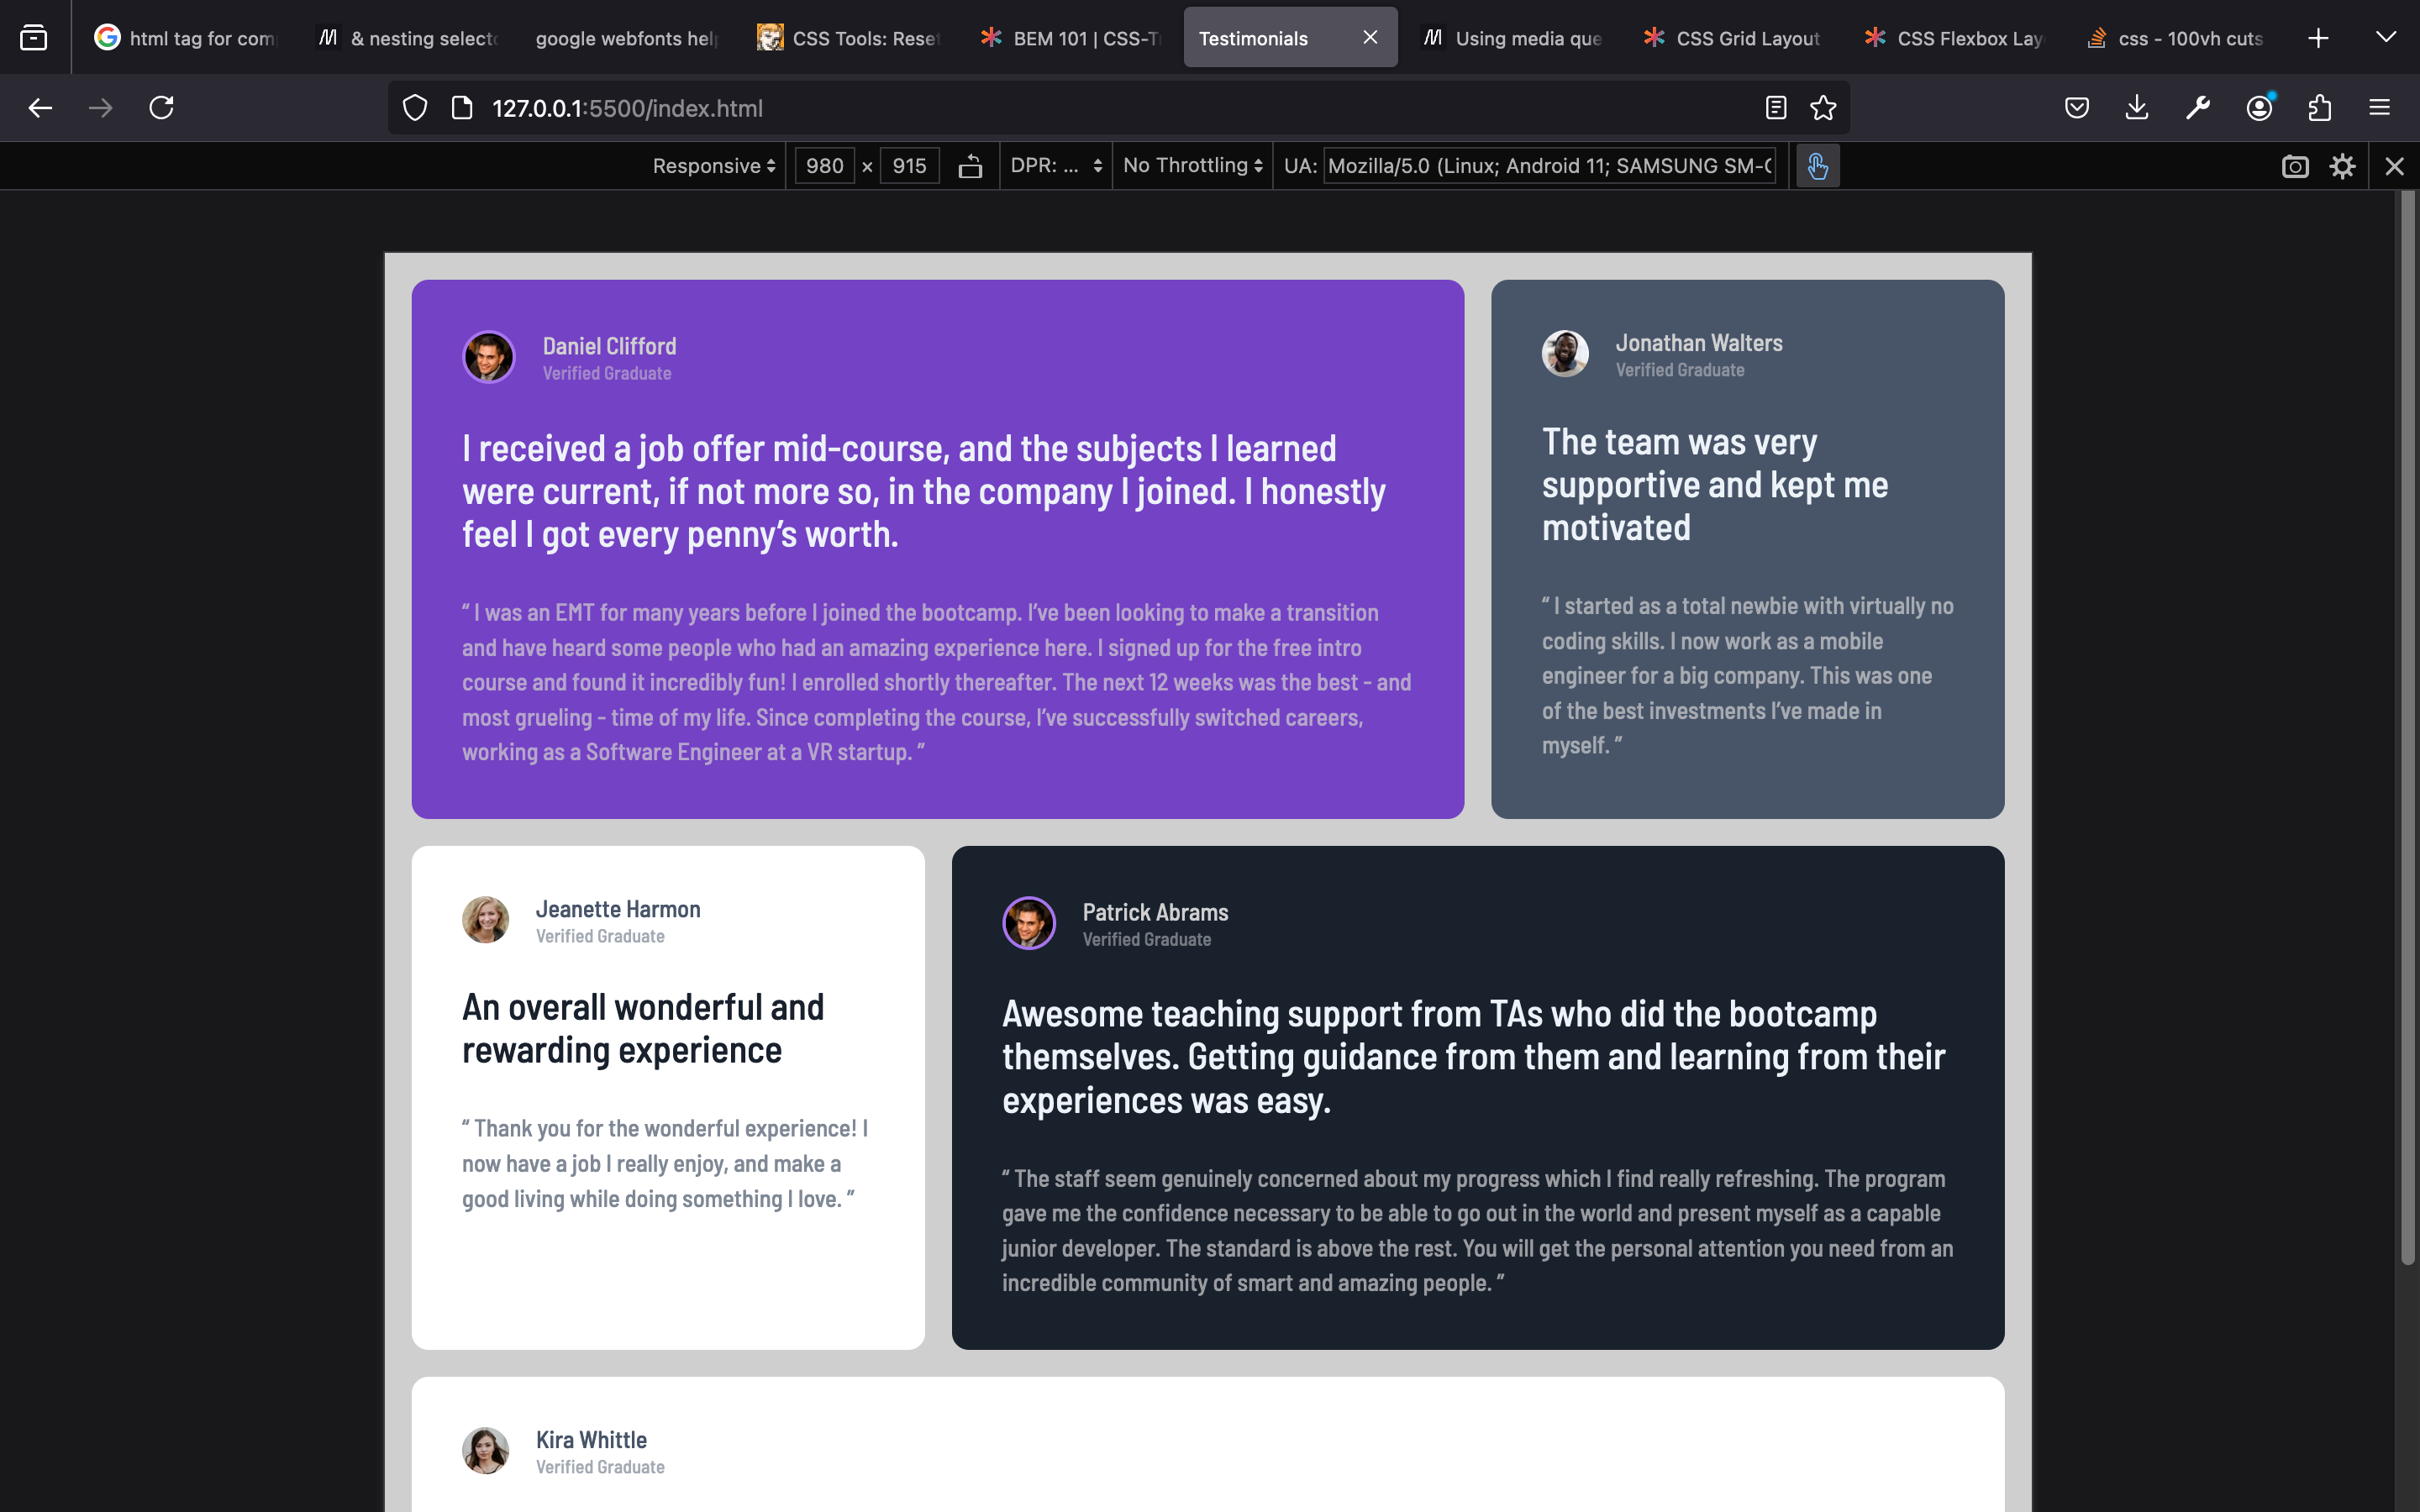 html tag for com
& nesting selecto
google webfonts help
CSS Tools: Reset
BEM 101 | CSS-T
Testimonials
Using media que
CSS Grid Layout
CSS Flexbox Lay
css - 100vh cuts
127.0.0.1:5500/index.html
Responsive 980 × 915 DPR: ... No Throttling UA: Mozilla/5.0 (Linux; Android 11; SAMSUNG SM-G
Daniel Clifford
Verified Graduate
I received a job offer mid-course, and the subjects I learned
were current, if not more so, in the company I joined. I honestly
feel I got every penny’s worth.
“ I was an EMT for many years before I joined the bootcamp. I’ve been looking to make a transition
and have heard some people who had an amazing experience here. I signed up for the free intro
course and found it incredibly fun! I enrolled shortly thereafter. The next 12 weeks was the best - and
most grueling - time of my life. Since completing the course, I’ve successfully switched careers,
working as a Software Engineer at a VR startup. ”
Jonathan Walters
Verified Graduate
The team was very
supportive and kept me
motivated
“ I started as a total newbie with virtually no
coding skills. I now work as a mobile
engineer for a big company. This was one
of the best investments I’ve made in
myself. ”
Jeanette Harmon
Verified Graduate
An overall wonderful and
rewarding experience
“ Thank you for the wonderful experience! I
now have a job I really enjoy, and make a
good living while doing something I love. ”
Patrick Abrams
Verified Graduate
Awesome teaching support from TAs who did the bootcamp
themselves. Getting guidance from them and learning from their
experiences was easy.
“ The staff seem genuinely concerned about my progress which I find really refreshing. The program
gave me the confidence necessary to be able to go out in the world and present myself as a capable
junior developer. The standard is above the rest. You will get the personal attention you need from an
incredible community of smart and amazing people. ”
Kira Whittle
Verified Graduate